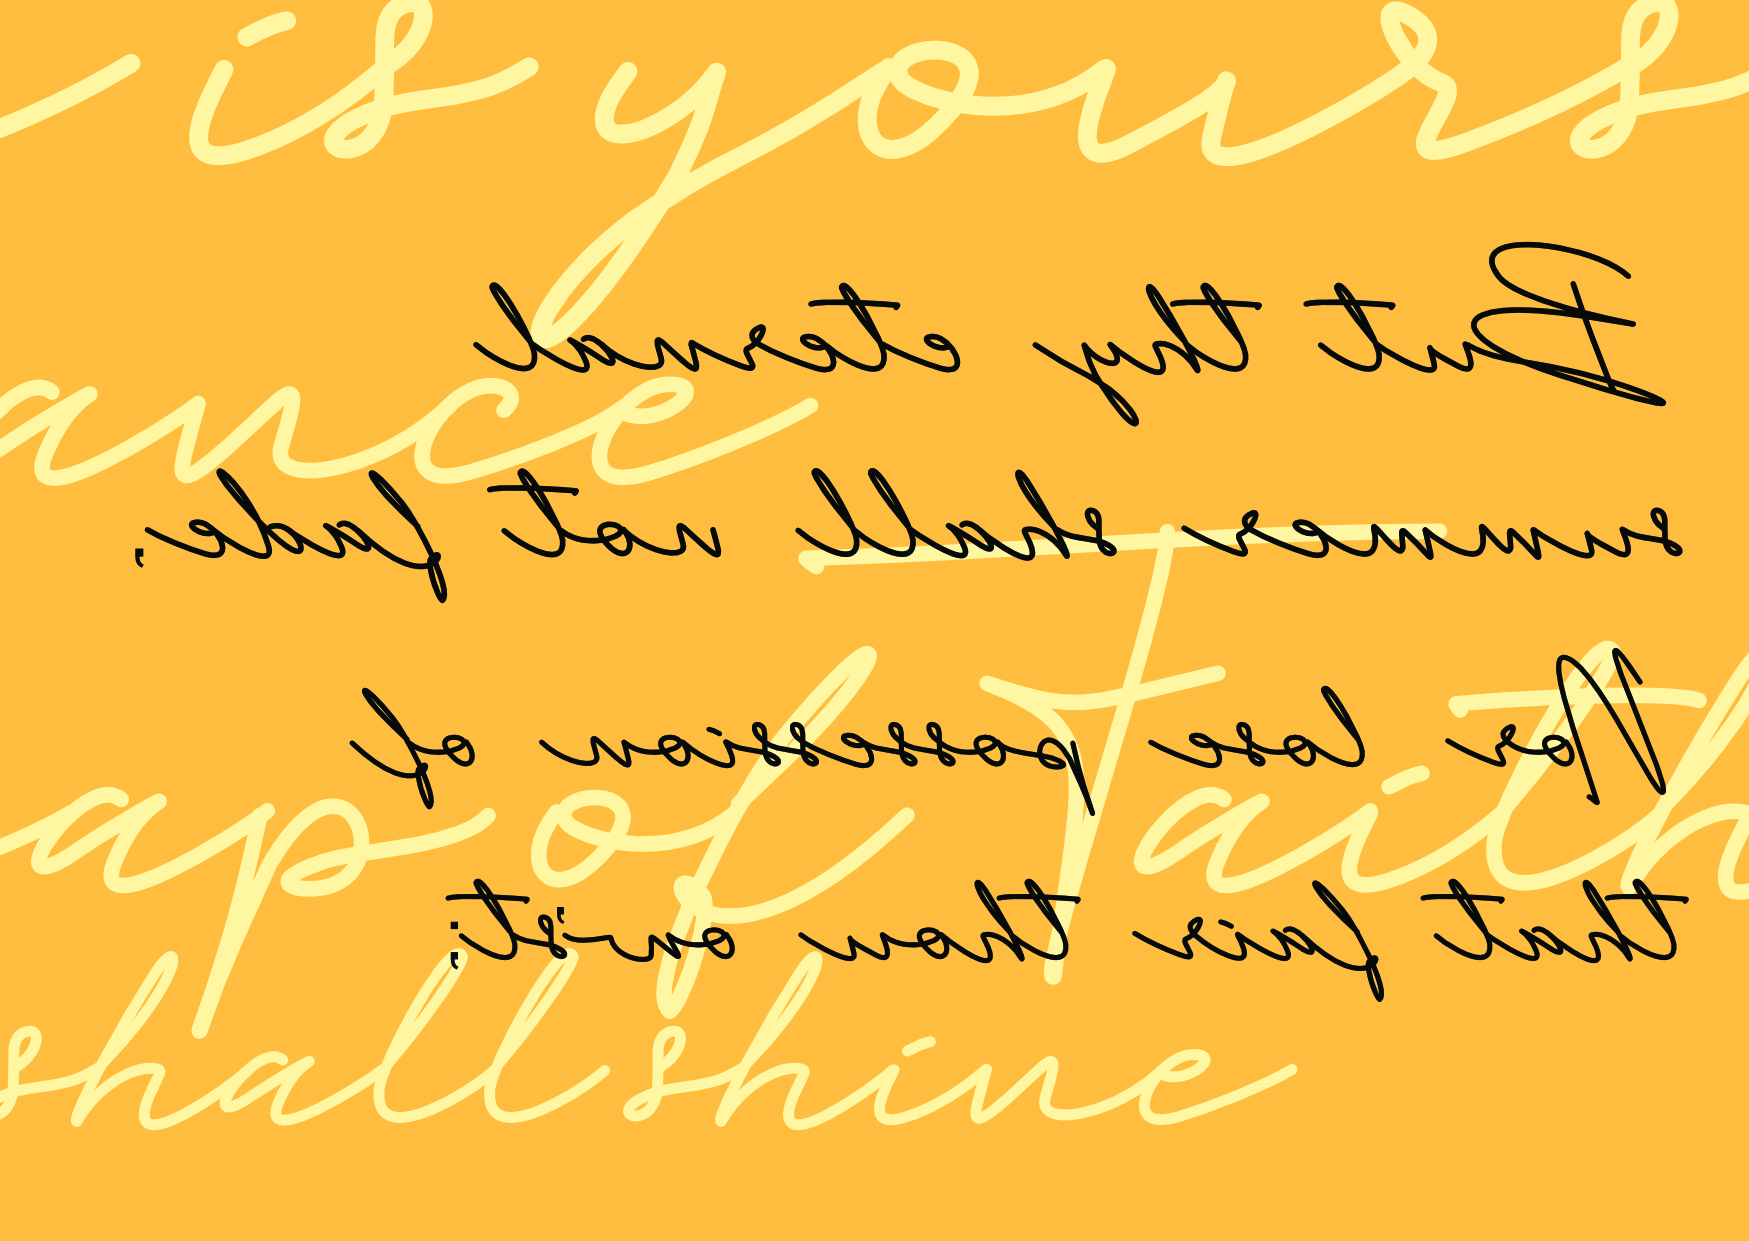 is yours
But thy eternal
ance
summer shall not fade,
Nor lose possession of
ap of Faith
that fair thou ow'st;
shall shine